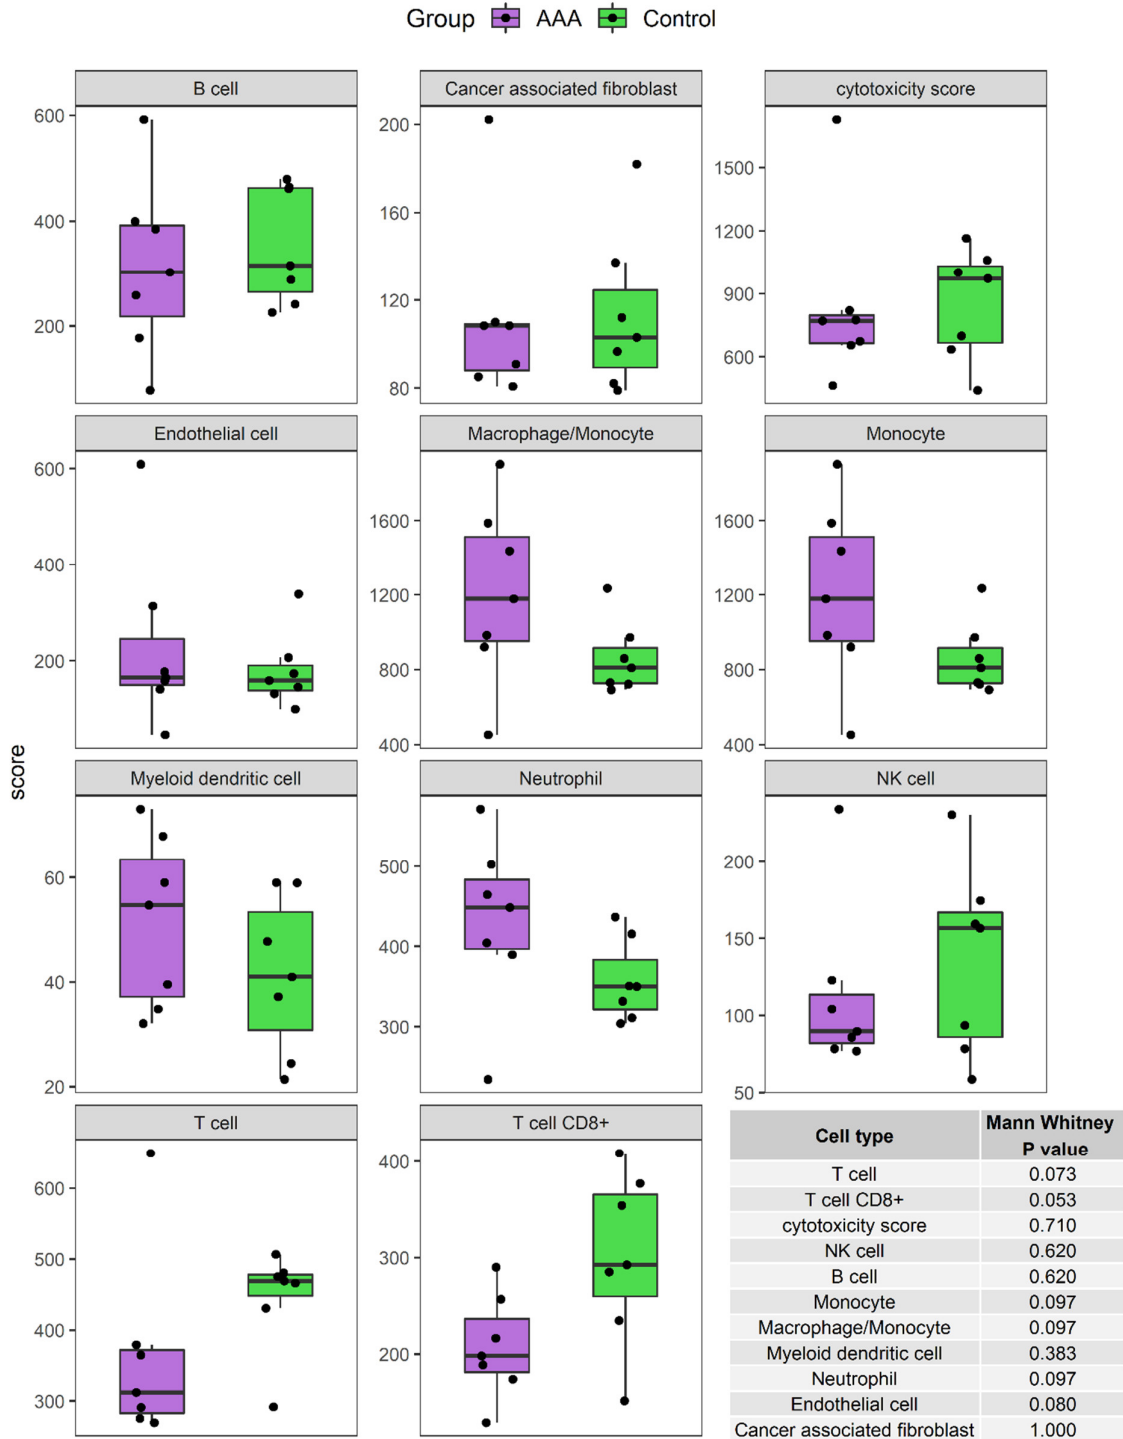 Group AAA Control
B cell Cancer associated fibroblast cytotoxicity score
600
400
200
200
160
120
80
1500
1200
900
600
Endothelial cell Macrophage/Monocyte Monocyte
600
400
200
1600
1200
800
400
1600
1200
800
400
score
Myeloid dendritic cell Neutrophil NK cell
60
40
20
500
400
300
200
150
100
50
T cell T cell CD8+
600
500
400
300
400
300
200
Cell type Mann Whitney
P value
T cell 0.073
T cell CD8+ 0.053
cytotoxicity score 0.710
NK cell 0.620
B cell 0.620
Monocyte 0.097
Macrophage/Monocyte 0.097
Myeloid dendritic cell 0.383
Neutrophil 0.097
Endothelial cell 0.080
Cancer associated fibroblast 1.000